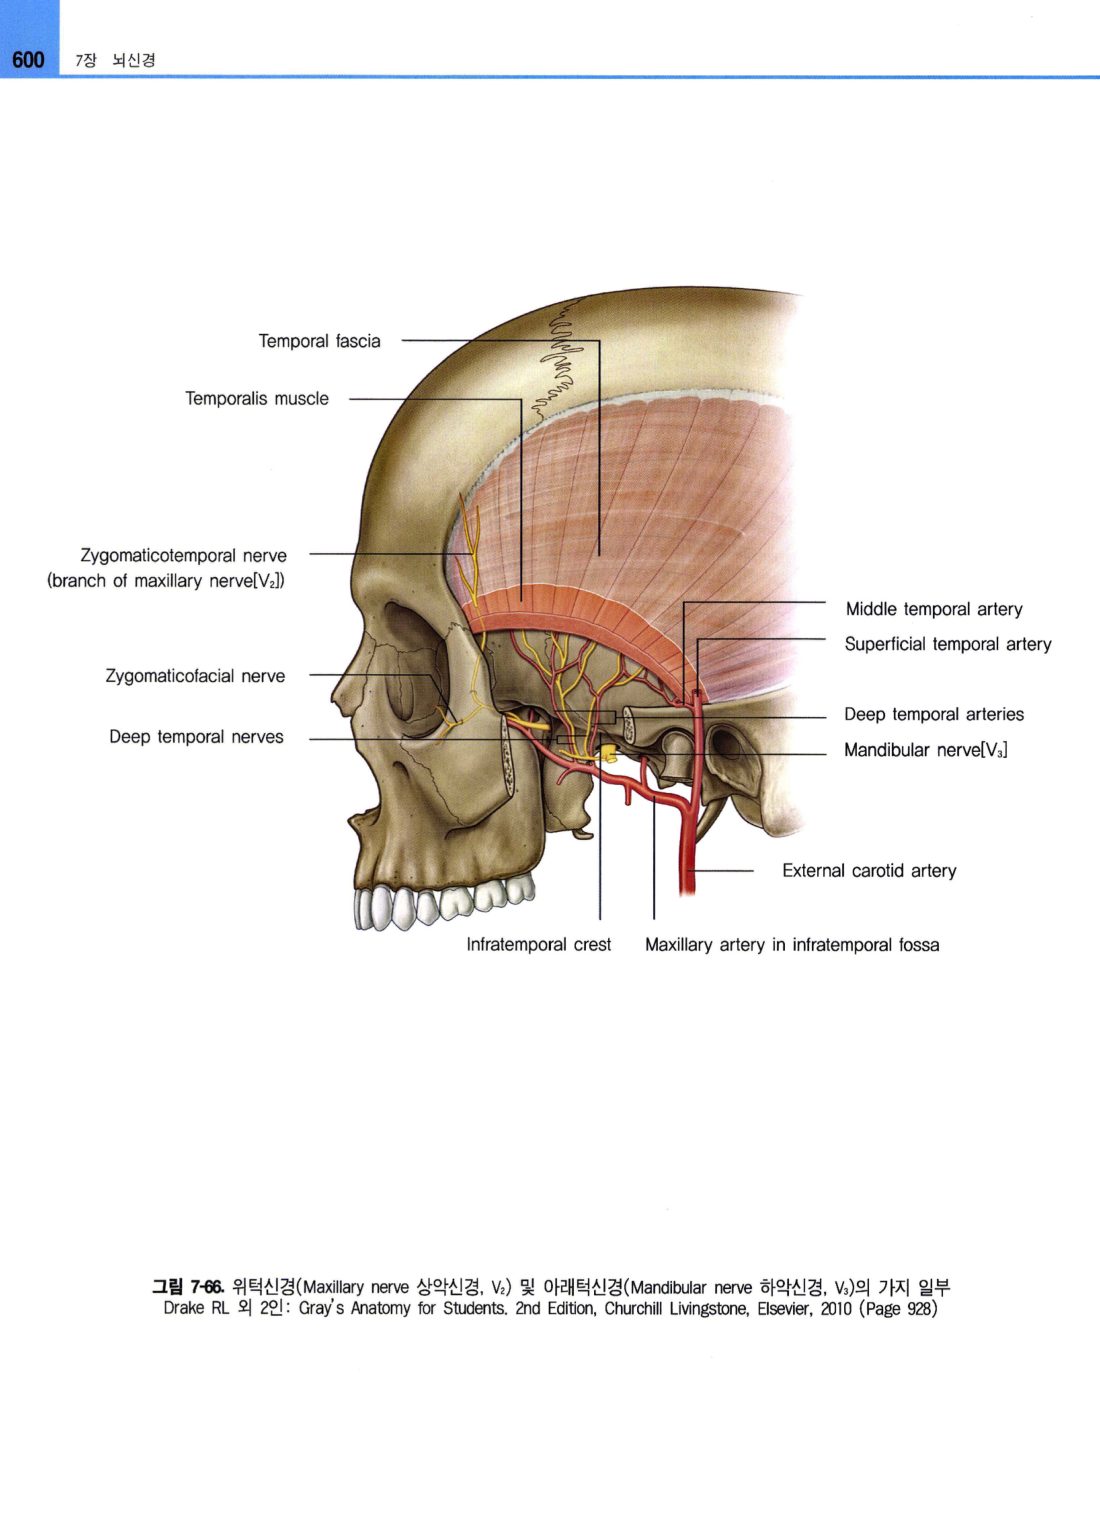 600
7장 뇌신경
Temporal fascia
Temporalis muscle
Zygomaticotemporal nerve
(branch of maxillary nerve[V₂])
Zygomaticofacial nerve
Deep temporal nerves
Middle temporal artery
Superficial temporal artery
Deep temporal arteries
Mandibular nerve[V₃]
External carotid artery
Infratemporal crest
Maxillary artery in infratemporal fossa
그림 7-66. 위턱신경(Maxillary nerve 상악신경, V₂) 및 아래턱신경(Mandibular nerve 하악신경, V₃)의 가지 일부
Drake RL 외 2인: Gray's Anatomy for Students. 2nd Edition, Churchill Livingstone, Elsevier, 2010 (Page 928)